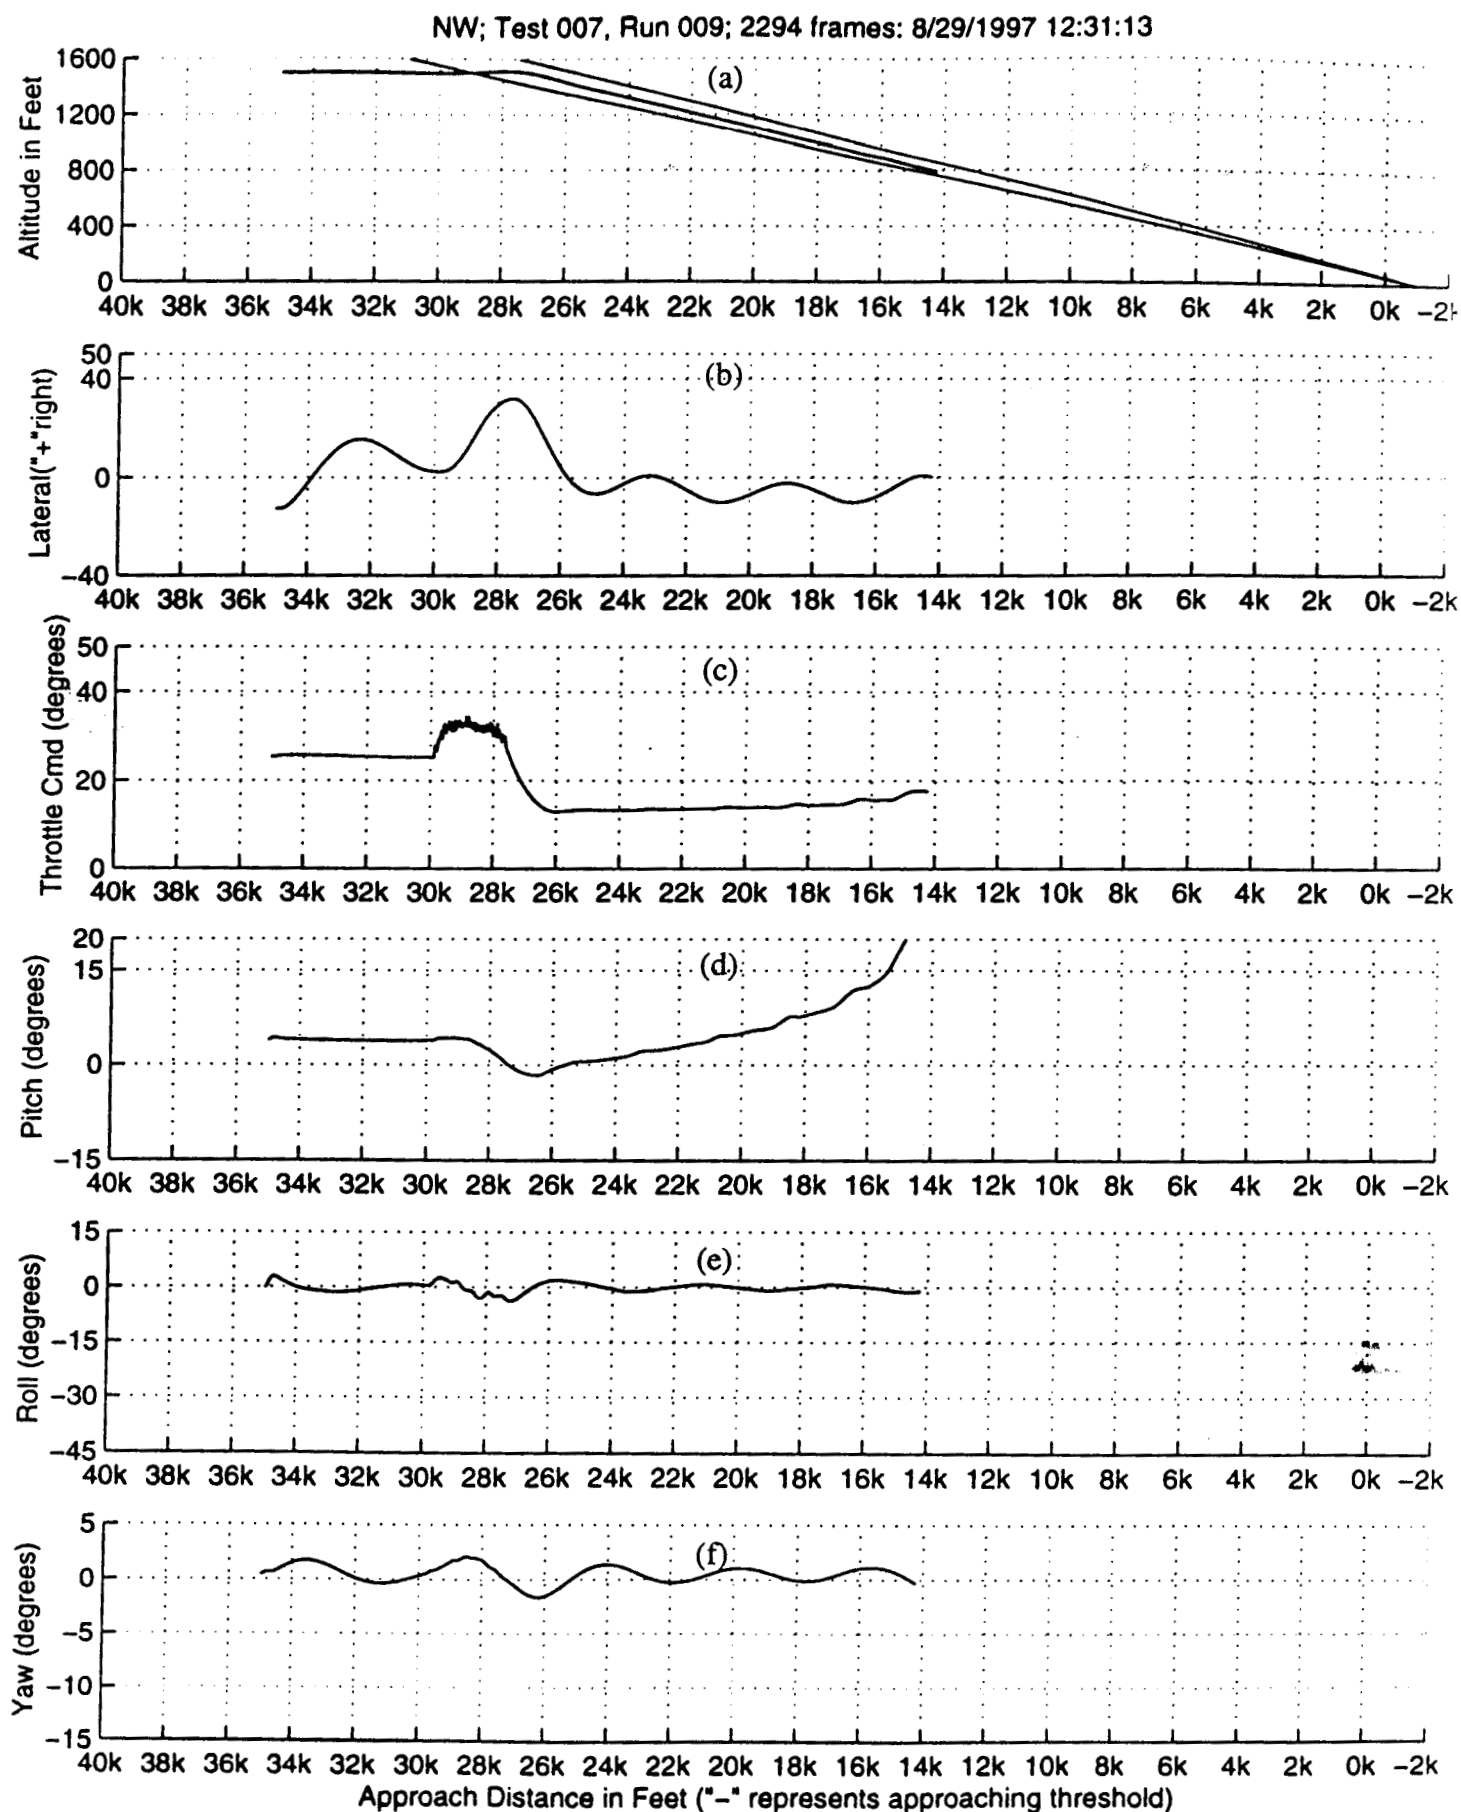 NW; Test 007, Run 009; 2294 frames: 8/29/1997 12:31:13
(a)
Altitude in Feet
1600
1200
800
400
0
40k 38k 36k 34k 32k 30k 28k 26k 24k 22k 20k 18k 16k 14k 12k 10k 8k 6k 4k 2k 0k −2k
(b)
Lateral("+"right)
50
40
0
−40
40k 38k 36k 34k 32k 30k 28k 26k 24k 22k 20k 18k 16k 14k 12k 10k 8k 6k 4k 2k 0k −2k
(c)
Throttle Cmd (degrees)
50
40
20
0
40k 38k 36k 34k 32k 30k 28k 26k 24k 22k 20k 18k 16k 14k 12k 10k 8k 6k 4k 2k 0k −2k
(d)
Pitch (degrees)
20
15
0
−15
40k 38k 36k 34k 32k 30k 28k 26k 24k 22k 20k 18k 16k 14k 12k 10k 8k 6k 4k 2k 0k −2k
(e)
Roll (degrees)
15
0
−15
−30
−45
40k 38k 36k 34k 32k 30k 28k 26k 24k 22k 20k 18k 16k 14k 12k 10k 8k 6k 4k 2k 0k −2k
(f)
Yaw (degrees)
5
0
−5
−10
−15
40k 38k 36k 34k 32k 30k 28k 26k 24k 22k 20k 18k 16k 14k 12k 10k 8k 6k 4k 2k 0k −2k
Approach Distance in Feet ("−" represents approaching threshold)